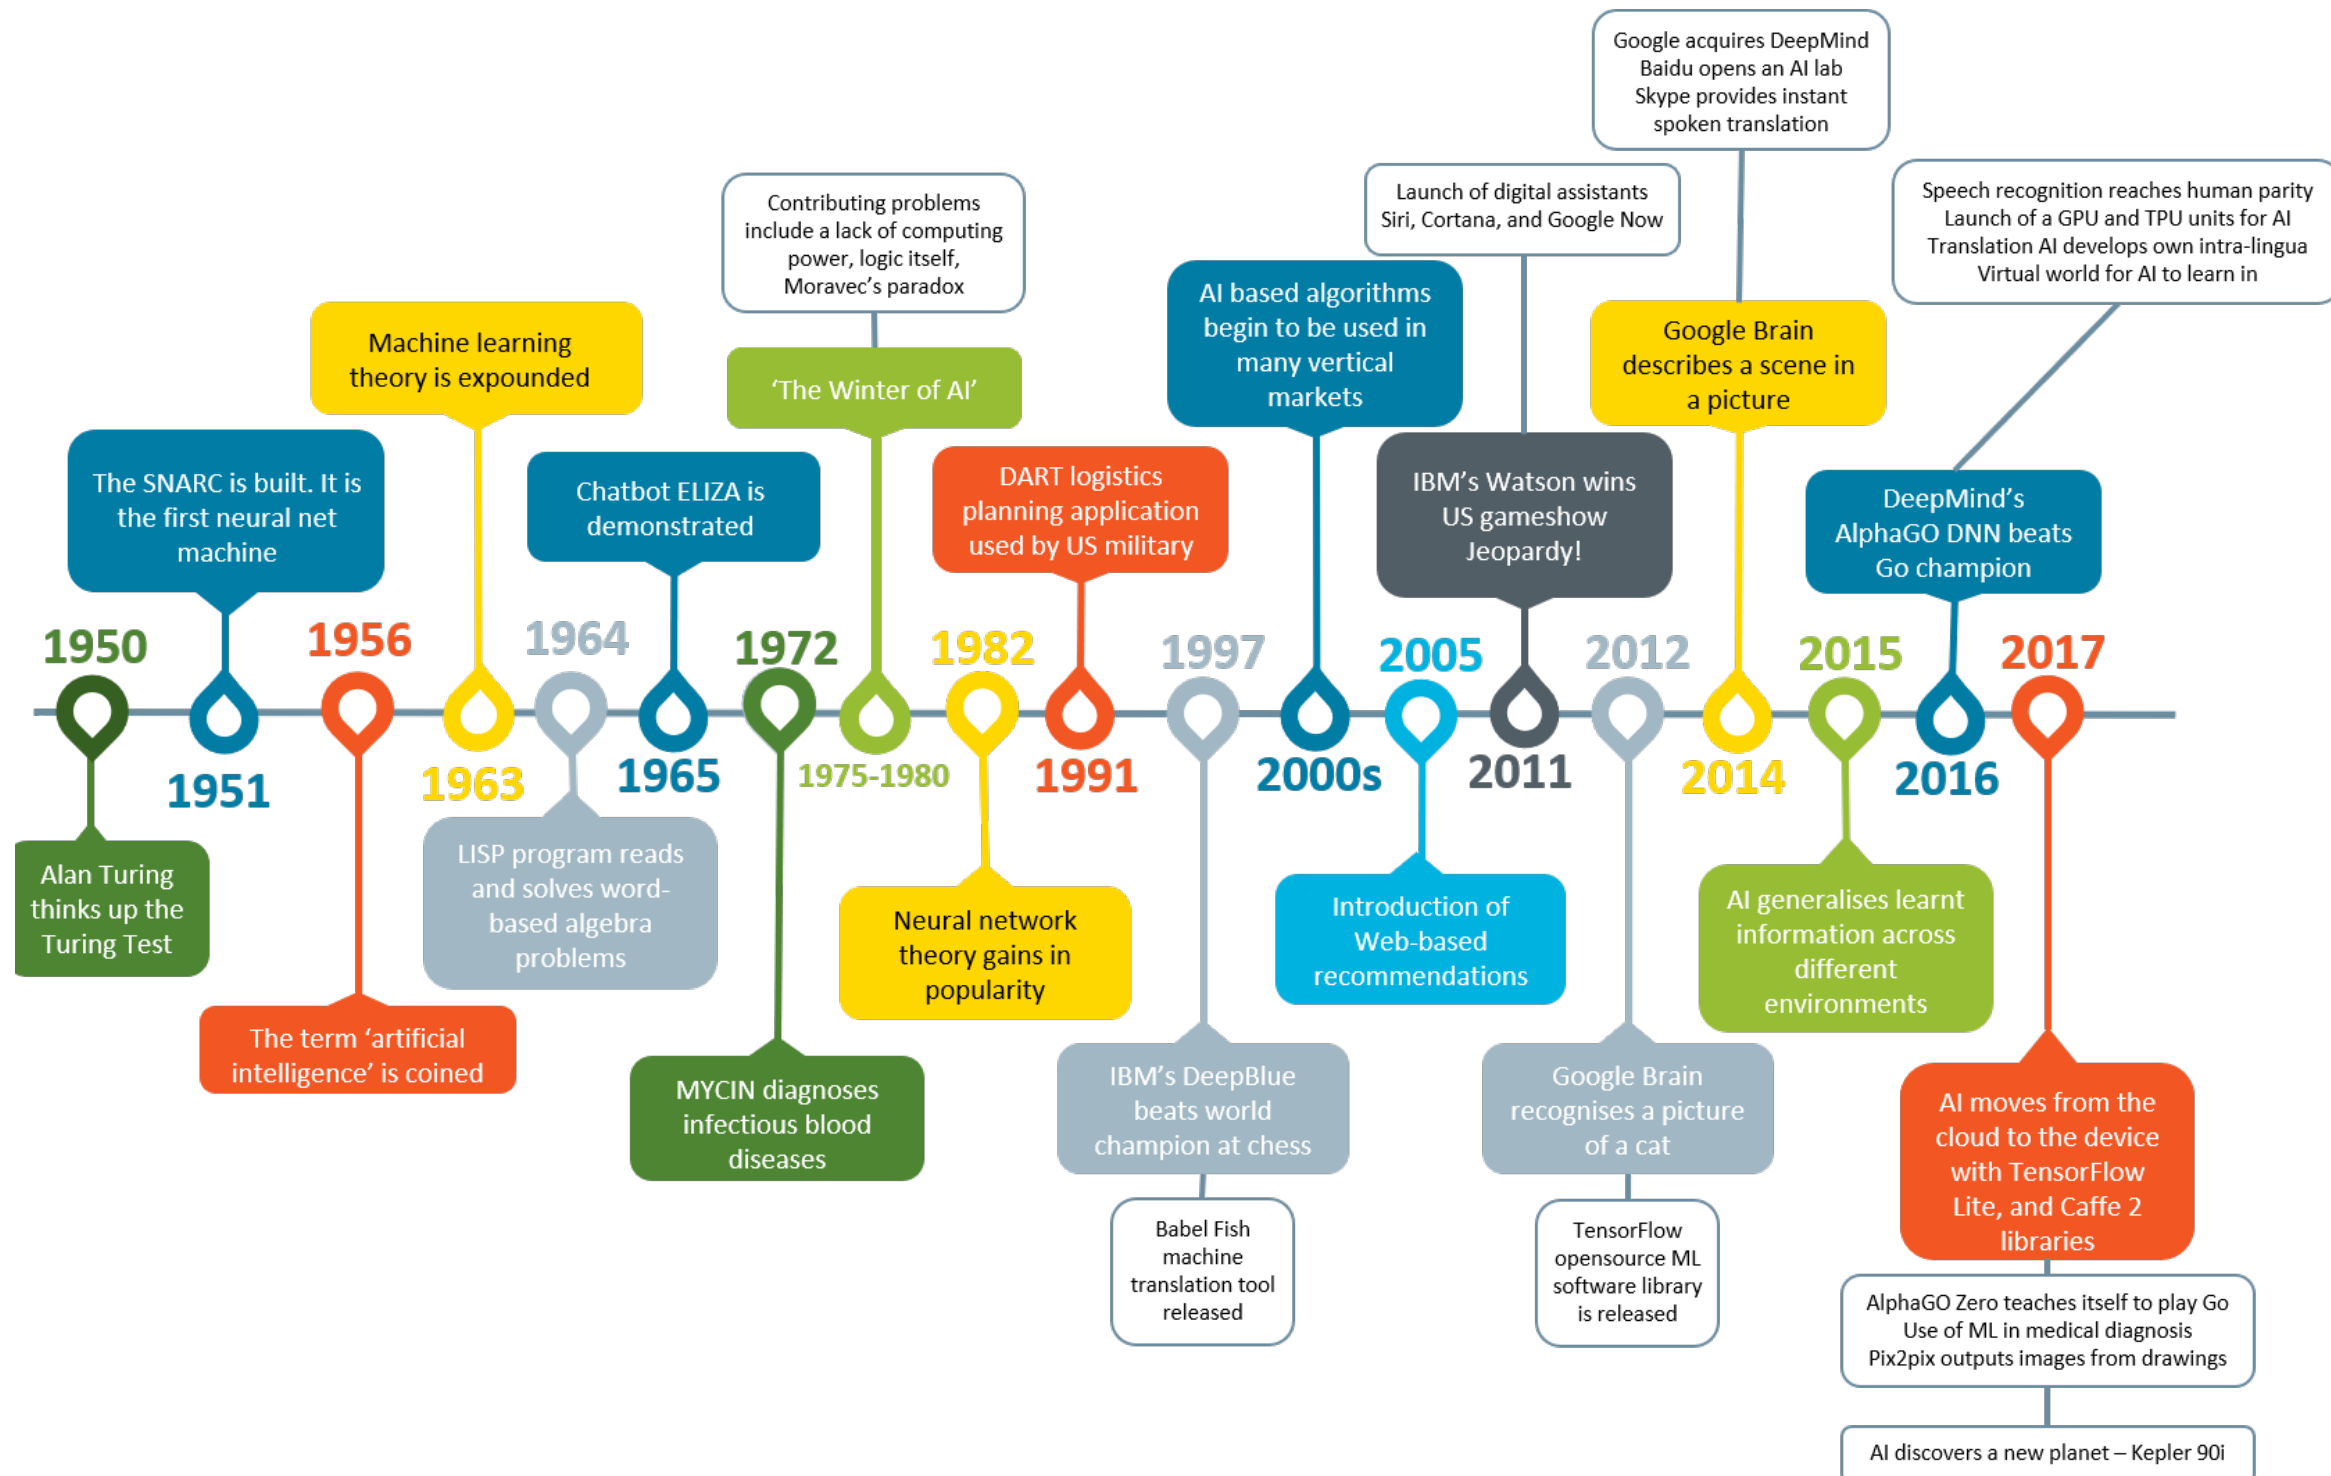 1950
Alan Turing
thinks up the
Turing Test
The SNARC is built. It is
the first neural net
machine
1951
1956
The term ‘artificial
intelligence’ is coined
Machine learning
theory is expounded
1963
1964
LISP program reads
and solves word-
based algebra
problems
Chatbot ELIZA is
demonstrated
1965
1972
MYCIN diagnoses
infectious blood
diseases
Contributing problems
include a lack of computing
power, logic itself,
Moravec’s paradox
‘The Winter of AI’
1975-1980
1982
Neural network
theory gains in
popularity
DART logistics
planning application
used by US military
1991
1997
IBM’s DeepBlue
beats world
champion at chess
Babel Fish
machine
translation tool
released
AI based algorithms
begin to be used in
many vertical
markets
2000s
2005
Introduction of
Web-based
recommendations
Launch of digital assistants
Siri, Cortana, and Google Now
IBM’s Watson wins
US gameshow
Jeopardy!
2011
2012
Google Brain
recognises a picture
of a cat
TensorFlow
opensource ML
software library
is released
Google acquires DeepMind
Baidu opens an AI lab
Skype provides instant
spoken translation
Google Brain
describes a scene in
a picture
2014
2015
AI generalises learnt
information across
different
environments
Speech recognition reaches human parity
Launch of a GPU and TPU units for AI
Translation AI develops own intra-lingua
Virtual world for AI to learn in
DeepMind’s
AlphaGO DNN beats
Go champion
2016
2017
AI moves from the
cloud to the device
with TensorFlow
Lite, and Caffe 2
libraries
AlphaGO Zero teaches itself to play Go
Use of ML in medical diagnosis
Pix2pix outputs images from drawings
AI discovers a new planet – Kepler 90i